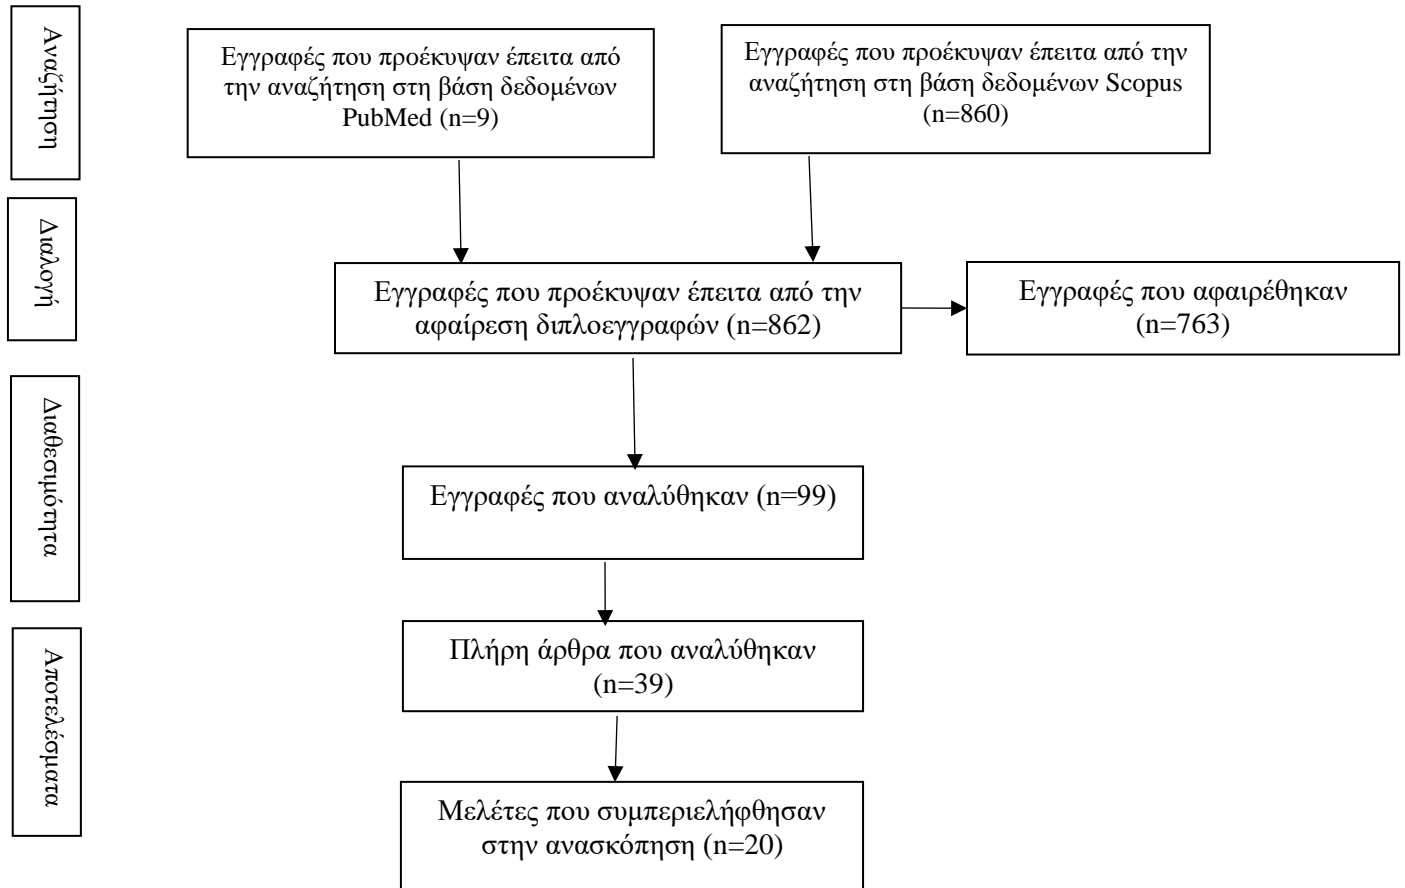 Αναζήτηση
Εγγραφές που προέκυψαν έπειτα από
την αναζήτηση στη βάση δεδομένων
PubMed (n=9)
Εγγραφές που προέκυψαν έπειτα από την
αναζήτηση στη βάση δεδομένων Scopus
(n=860)
Διαλογή
Εγγραφές που προέκυψαν έπειτα από την
αφαίρεση διπλοεγγραφών (n=862)
Εγγραφές που αφαιρέθηκαν
(n=763)
Διαθεσιμότητα
Εγγραφές που αναλύθηκαν (n=99)
Αποτελέσματα
Πλήρη άρθρα που αναλύθηκαν
(n=39)
Μελέτες που συμπεριελήφθησαν
στην ανασκόπηση (n=20)